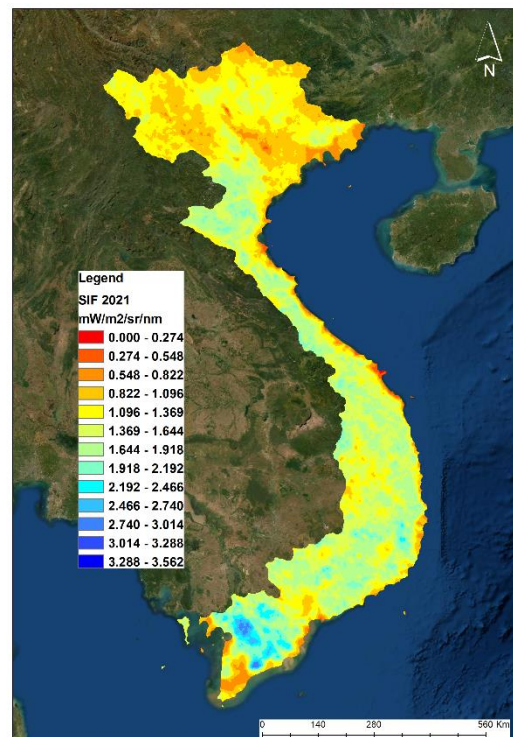 N
Legend
SIF 2021
mW/m2/sr/nm
0.000 - 0.274
0.274 - 0.548
0.548 - 0.822
0.822 - 1.096
1.096 - 1.369
1.369 - 1.644
1.644 - 1.918
1.918 - 2.192
2.192 - 2.466
2.466 - 2.740
2.740 - 3.014
3.014 - 3.288
3.288 - 3.562
0 140 280 560 Km